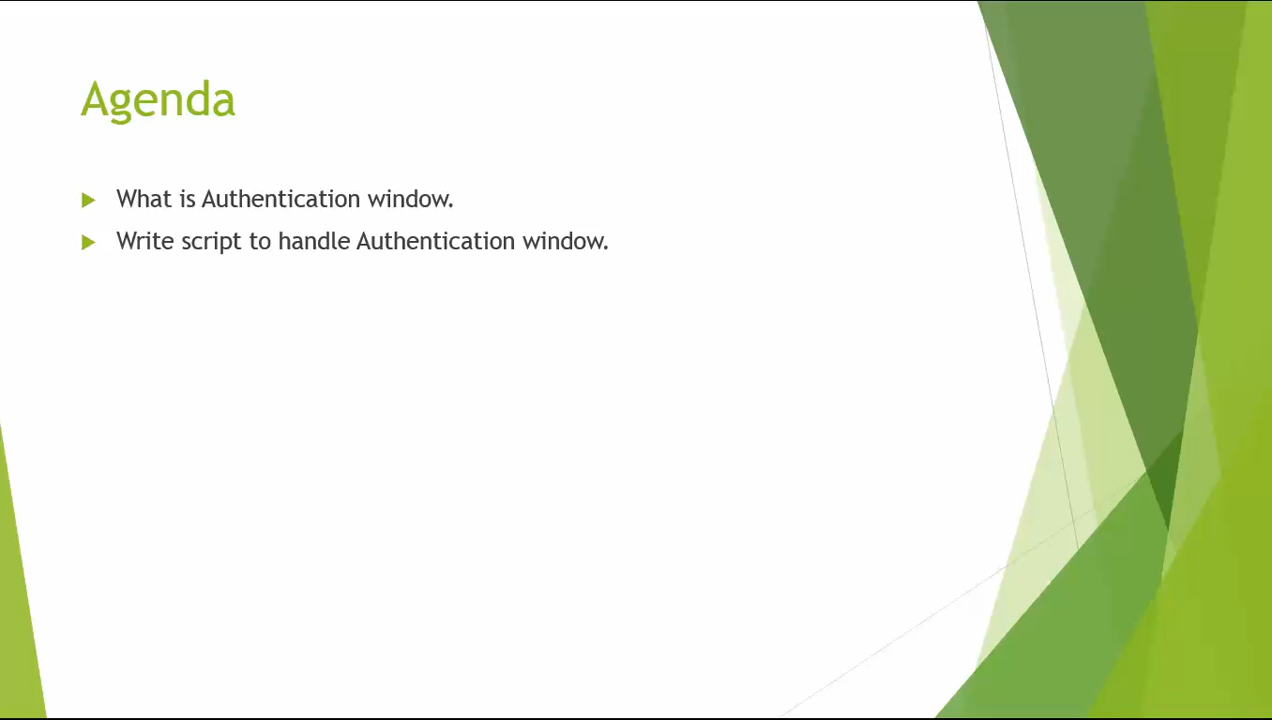 Agenda
What is Authentication window.
Write script to handle Authentication window.